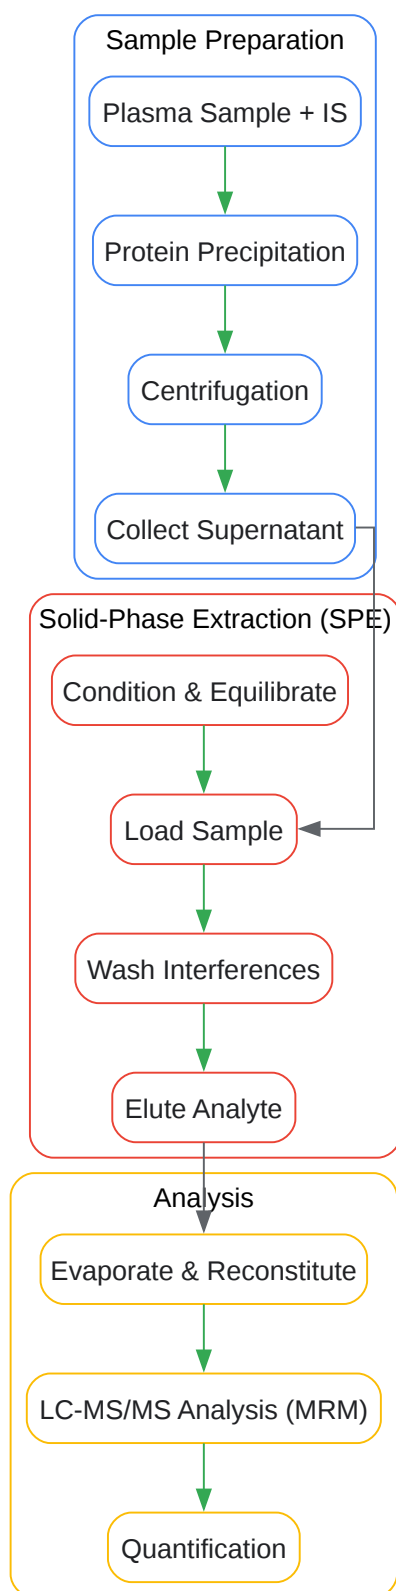 Sample Preparation
Plasma Sample + IS
Protein Precipitation
Centrifugation
Collect Supernatant
Solid-Phase Extraction (SPE)
Condition & Equilibrate
Load Sample
Wash Interferences
Elute Analyte
Analysis
Evaporate & Reconstitute
LC-MS/MS Analysis (MRM)
Quantification